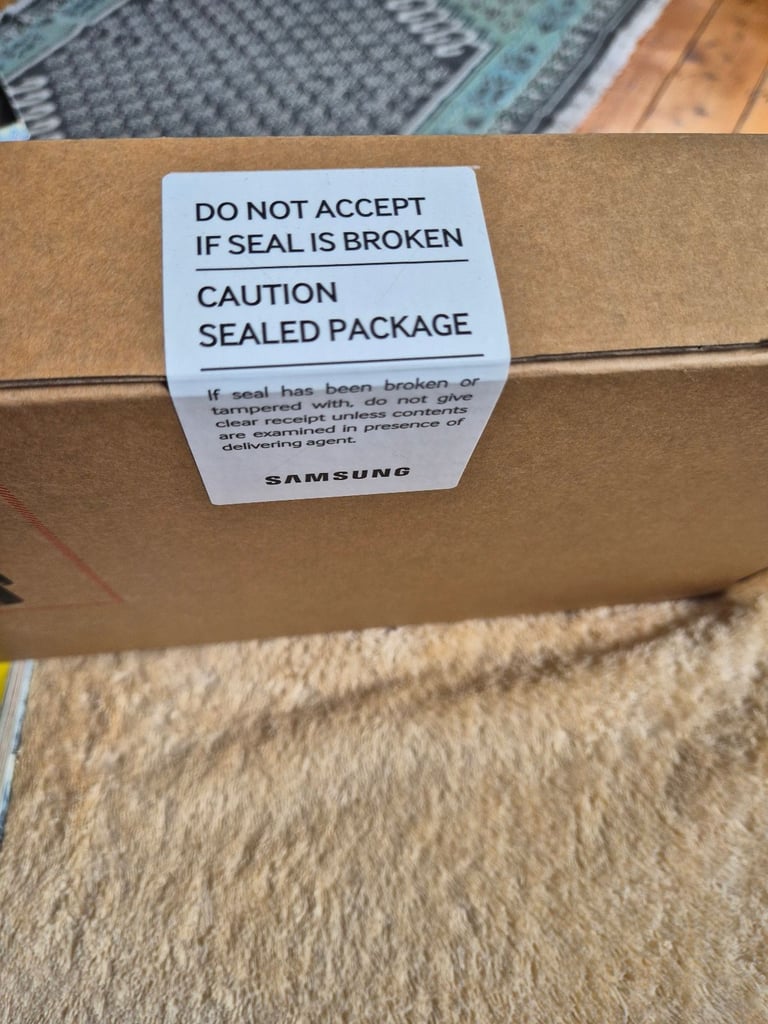 DO NOT ACCEPT
IF SEAL IS BROKEN
CAUTION
SEALED PACKAGE
If seal has been broken or
tampered with, do not give
clear receipt unless contents
are examined in presence of
delivering agent.
SAMSUNG